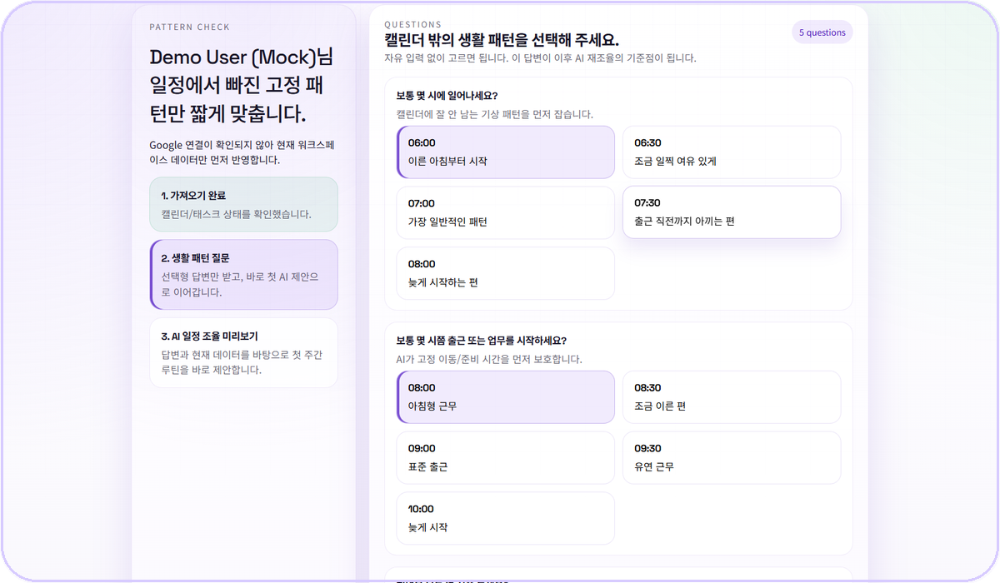 PATTERN CHECK
Demo User (Mock)님
일정에서 빠진 고정 패
턴만 짧게 맞춥니다.
Google 연결이 확인되지 않아 현재 워크스페
이스 데이터만 먼저 반영합니다.
1. 가져오기 완료
캘린더/태스크 상태를 확인했습니다.
2. 생활 패턴 질문
선택형 답변만 받고, 바로 첫 AI 제안으
로 이어갑니다.
3. AI 일정 조율 미리보기
답변과 현재 데이터를 바탕으로 첫 주간
루틴을 바로 제안합니다.
QUESTIONS
캘린더 밖의 생활 패턴을 선택해 주세요.
자유 입력 없이 고르면 됩니다. 이 답변이 이후 AI 재조율의 기준점이 됩니다.
5 questions
보통 몇 시에 일어나세요?
캘린더에 잘 안 남는 기상 패턴을 먼저 잡습니다.
06:00
이른 아침부터 시작
06:30
조금 일찍 여유 있게
07:00
가장 일반적인 패턴
07:30
출근 직전까지 아끼는 편
08:00
늦게 시작하는 편
보통 몇 시쯤 출근 또는 업무를 시작하세요?
AI가 고정 이동/준비 시간을 먼저 보호합니다.
08:00
아침형 근무
08:30
조금 이른 편
09:00
표준 출근
09:30
유연 근무
10:00
늦게 시작